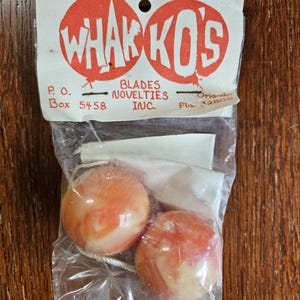 WHAK KO'S
BLADES
P. O. NOVELTIES Orlando
Box 5458 INC. Fla.